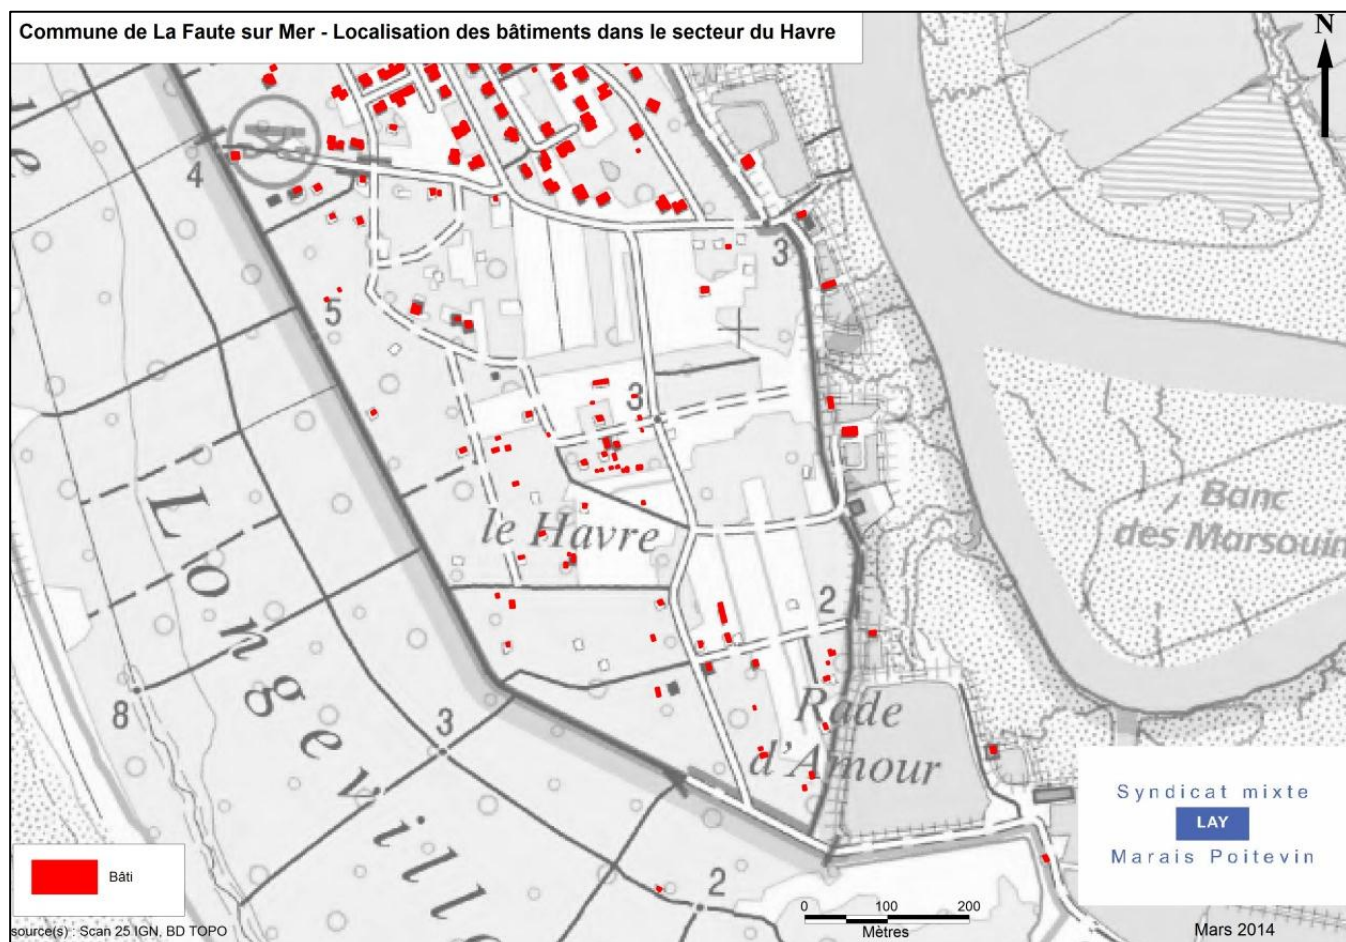 Commune de La Faute sur Mer - Localisation des bâtiments dans le secteur du Havre
N
4
3
5
3
le Havre
Banc
des Marsouin
2
Longeville
Rade
d'Amour
8
3
2
Syndicat mixte
LAY
Marais Poitevin
Bâti
0 100 200
Mètres
source(s) : Scan 25 IGN, BD TOPO
Mars 2014